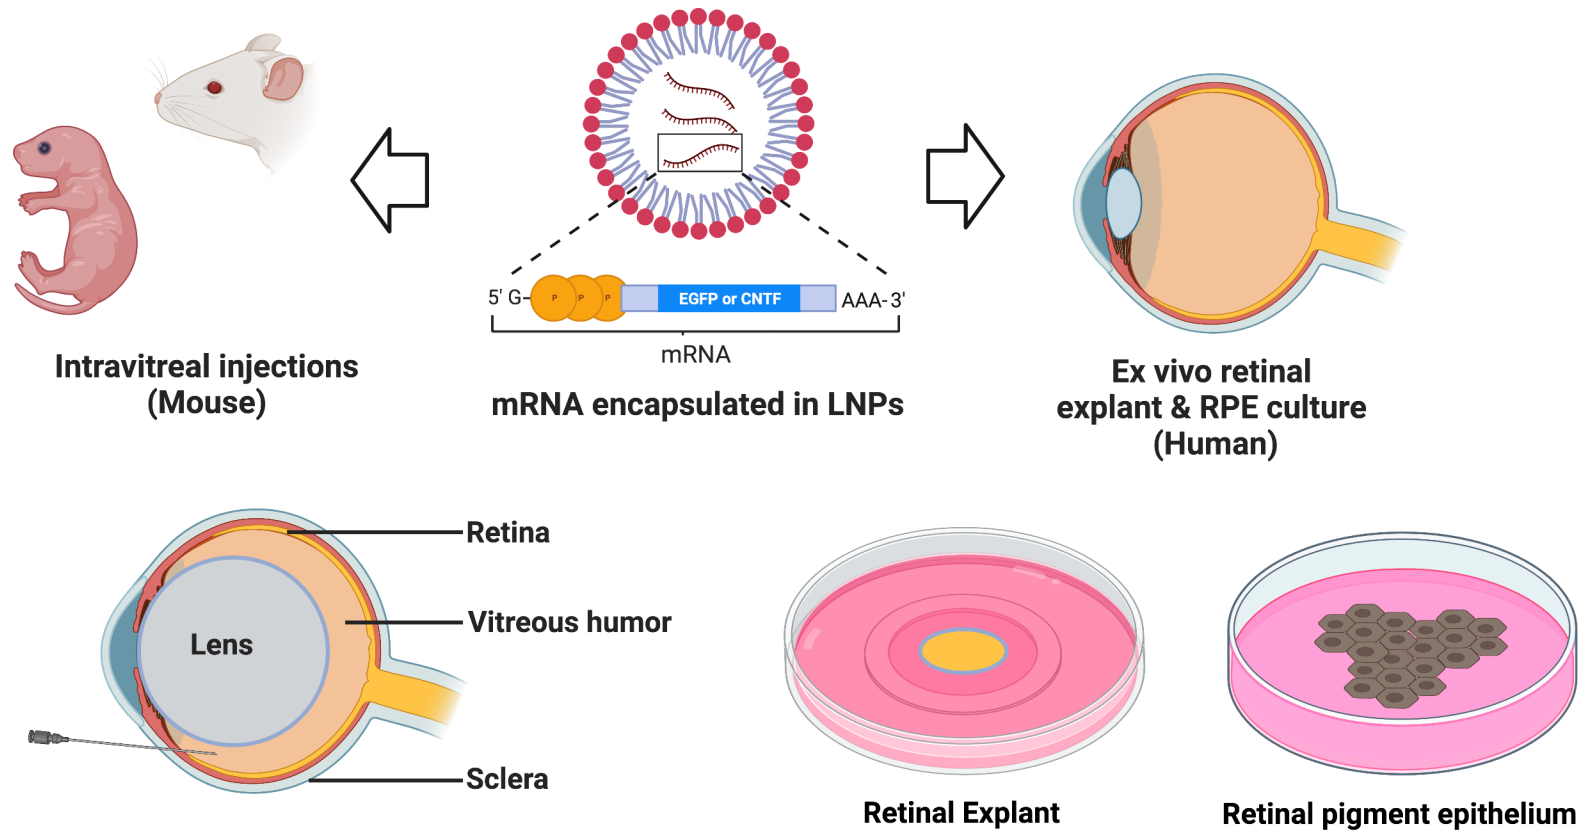 5' G-
P P P
EGFP or CNTF
AAA- 3'
mRNA
Intravitreal injections
(Mouse)
mRNA encapsulated in LNPs
Ex vivo retinal
explant & RPE culture
(Human)
Retina
Vitreous humor
Lens
Sclera
Retinal Explant
Retinal pigment epithelium